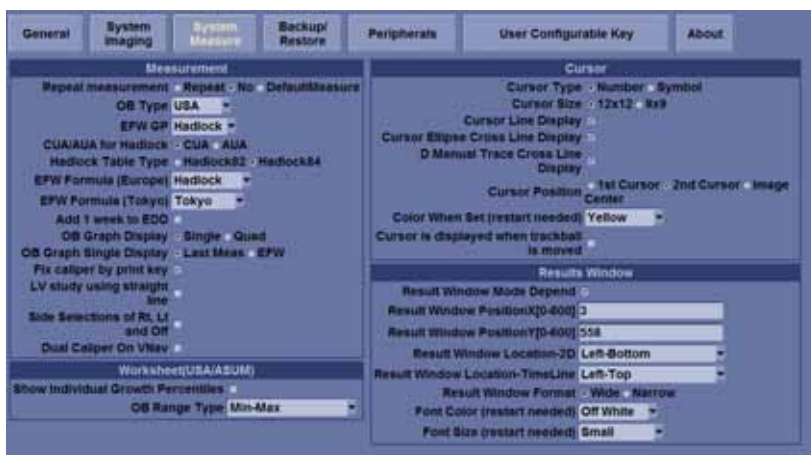 General
System Imaging
System Measure
Backup/ Restore
Peripherals
User Configurable Key
About
Measurement
Repeat measurement Repeat No DefaultMeasure
OB Type USA
EFW GP Hadlock
CUA/AUA for Hadlock CUA AUA
Hadlock Table Type Hadlock82 Hadlock84
EFW Formula (Europe) Hadlock
EFW Formula (Tokyo) Tokyo
Add 1 week to EDD
OB Graph Display Single Quad
OB Graph Single Display Last Meas EFW
Fix caliper by print key
LV study using straight
line
Side Selections of Rt, Lt
and Off
Dual Caliper On VNav
Worksheet(USA/ASUM)
Show Individual Growth Percentiles
OB Range Type Min-Max
Cursor
Cursor Type Number Symbol
Cursor Size 12x12 8x9
Cursor Line Display
Cursor Ellipse Cross Line Display
D Manual Trace Cross Line
Display
Cursor Position 1st Cursor 2nd Cursor Image
Center
Color When Set (restart needed) Yellow
Cursor is displayed when trackball
is moved
Results Window
Result Window Mode Depend
Result Window PositionX[0-800] 3
Result Window PositionY[0-600] 558
Result Window Location-2D Left-Bottom
Result Window Location-TimeLine Left-Top
Result Window Format Wide Narrow
Font Color (restart needed) Off White
Font Size (restart needed) Small